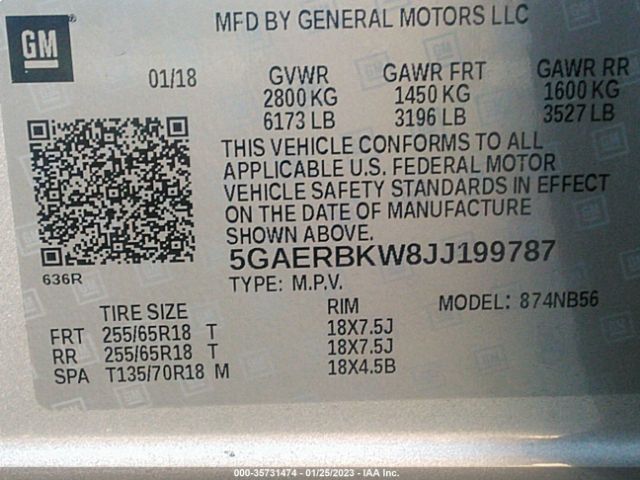 GM
MFD BY GENERAL MOTORS LLC
01/18 GVWR GAWR FRT GAWR RR
2800 KG 1450 KG 1600 KG
6173 LB 3196 LB 3527 LB
THIS VEHICLE CONFORMS TO ALL
APPLICABLE U.S. FEDERAL MOTOR
VEHICLE SAFETY STANDARDS IN EFFECT
ON THE DATE OF MANUFACTURE
SHOWN ABOVE.
5GAERBKW8JJ199787
636R
TYPE: M.P.V.
TIRE SIZE RIM MODEL: 874NB56
FRT 255/65R18 T 18X7.5J
RR 255/65R18 T 18X7.5J
SPA T135/70R18 M 18X4.5B
000-35731474 - 01/25/2023 - IAA Inc.